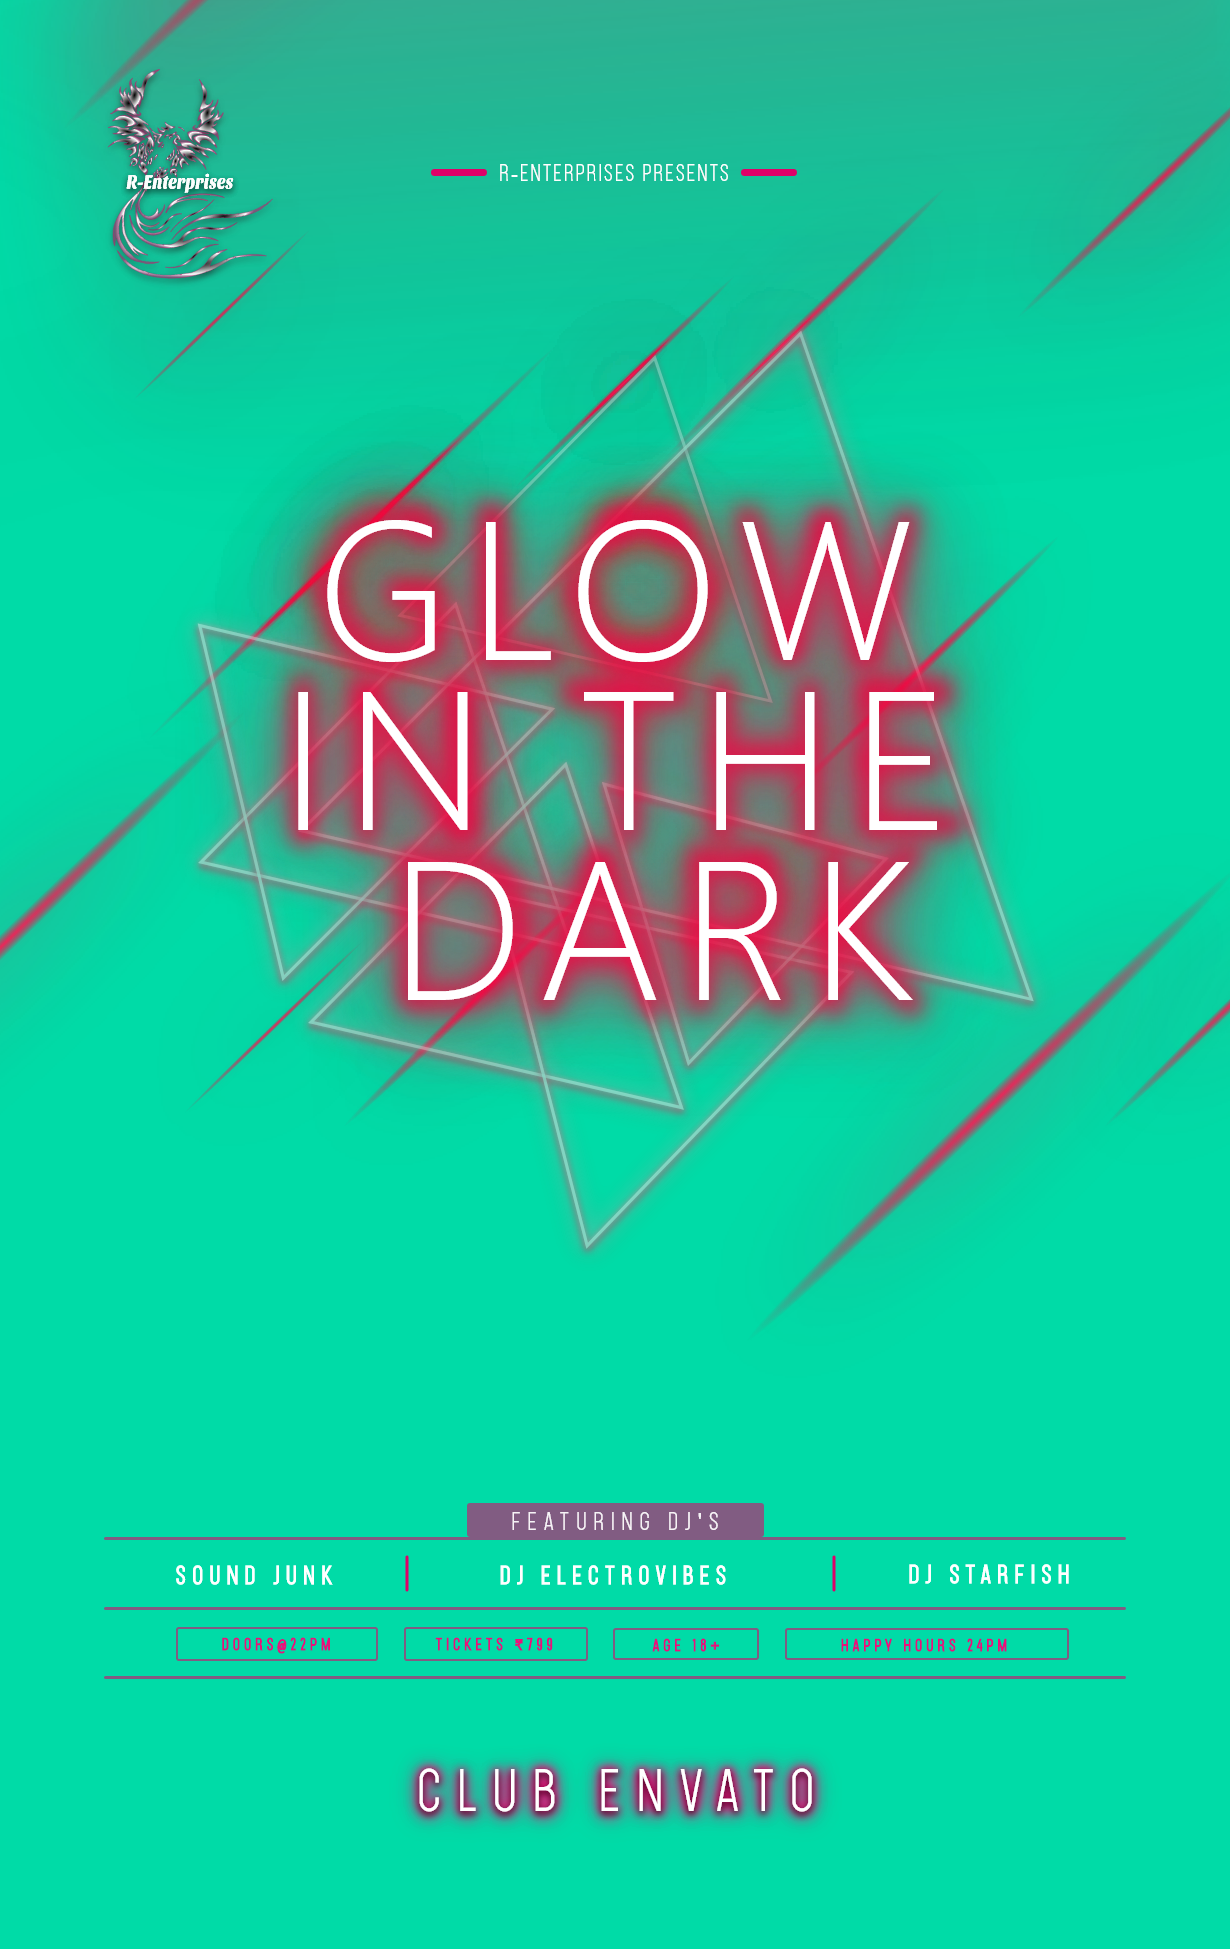 R-Enterprises
R-ENTERPRISES PRESENTS
GLOW
IN THE
DARK
FEATURING DJ'S
SOUND JUNK
DJ ELECTROVIBES
DJ STARFISH
DOORS@22PM
TICKETS ₹799
AGE 18+
HAPPY HOURS 24PM
CLUB ENVATO